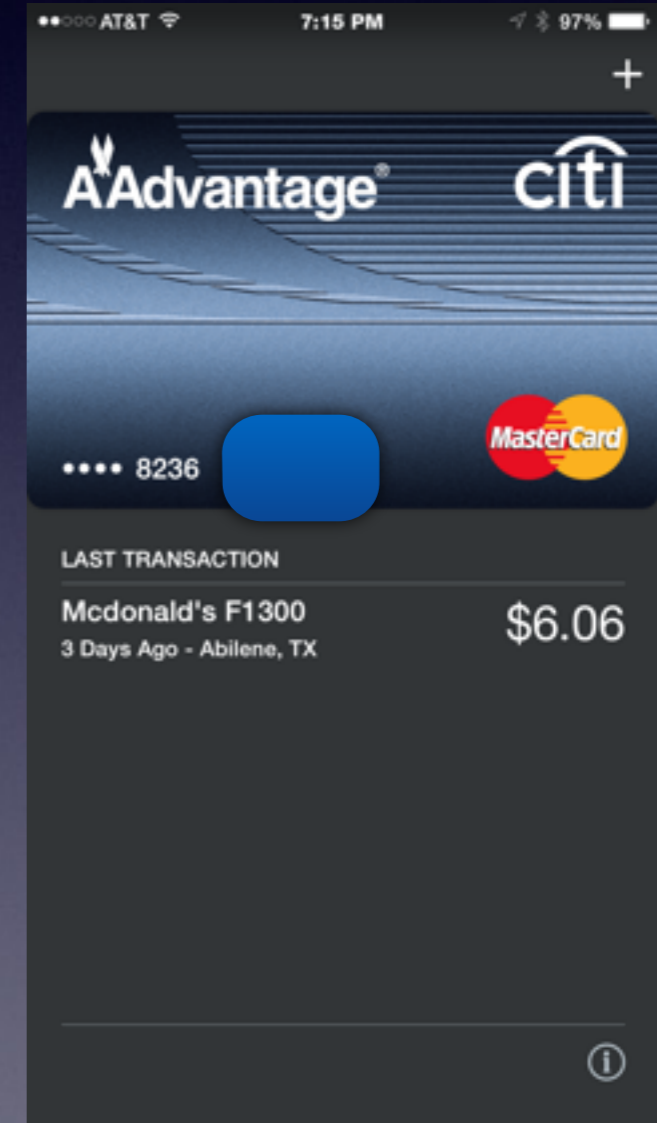 AT&T 7:15 PM 97%
+
AAdvantage® citi
•••• 8236 MasterCard
LAST TRANSACTION
Mcdonald's F1300 $6.06
3 Days Ago - Abilene, TX